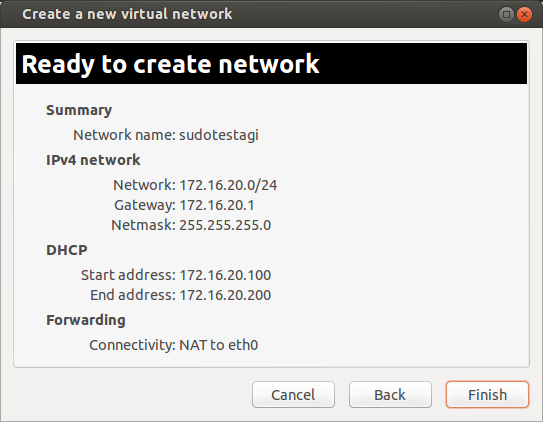 Create a new virtual network
Ready to create network
Summary
Network name: sudotestagi
IPv4 network
Network: 172.16.20.0/24
Gateway: 172.16.20.1
Netmask: 255.255.255.0
DHCP
Start address: 172.16.20.100
End address: 172.16.20.200
Forwarding
Connectivity: NAT to eth0
Cancel Back Finish